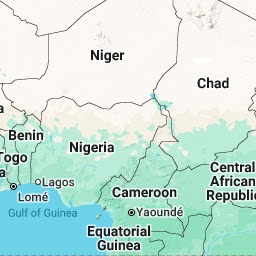 Niger
Chad
a
Benin
Nigeria
Togo
a
Lagos
Lomé
Gulf of Guinea
Cameroon
Yaoundé
Central
African
Republic
Equatorial
Guinea